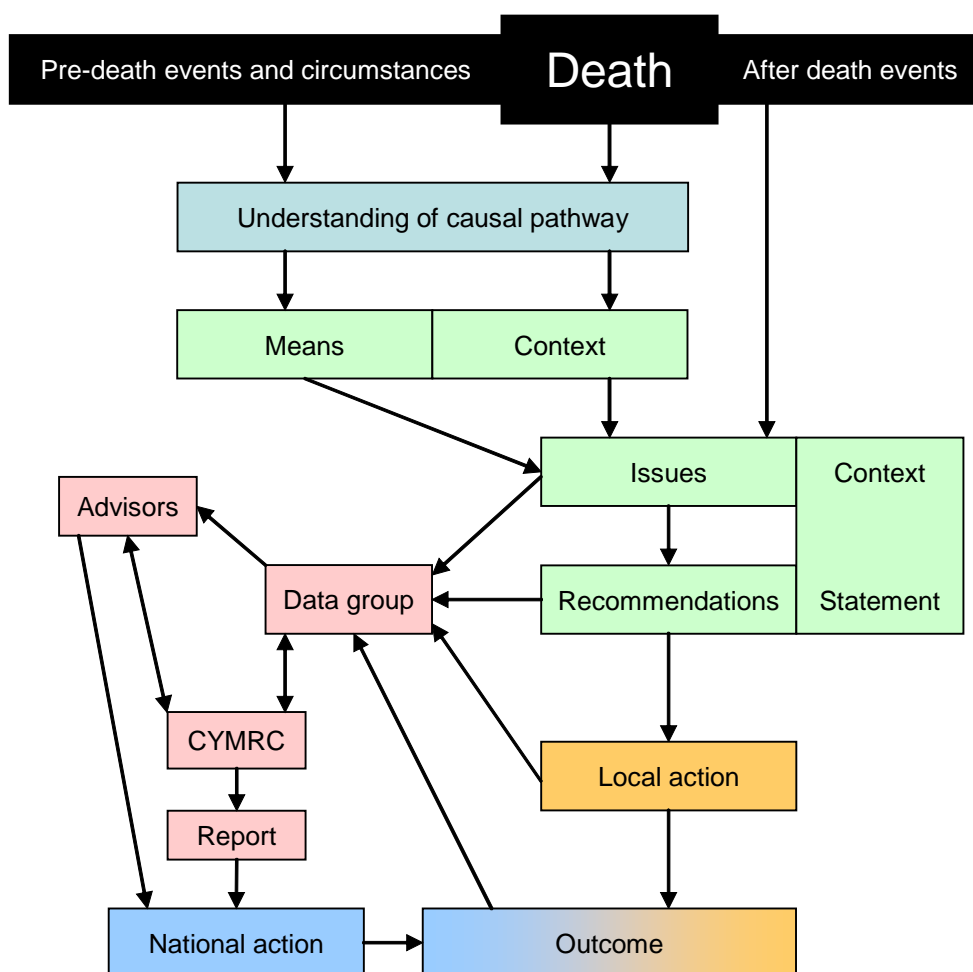 Pre-death events and circumstances
Death
After death events
Understanding of causal pathway
Means
Context
Issues
Context
Advisors
Data group
Recommendations
Statement
CYMRC
Local action
Report
National action
Outcome